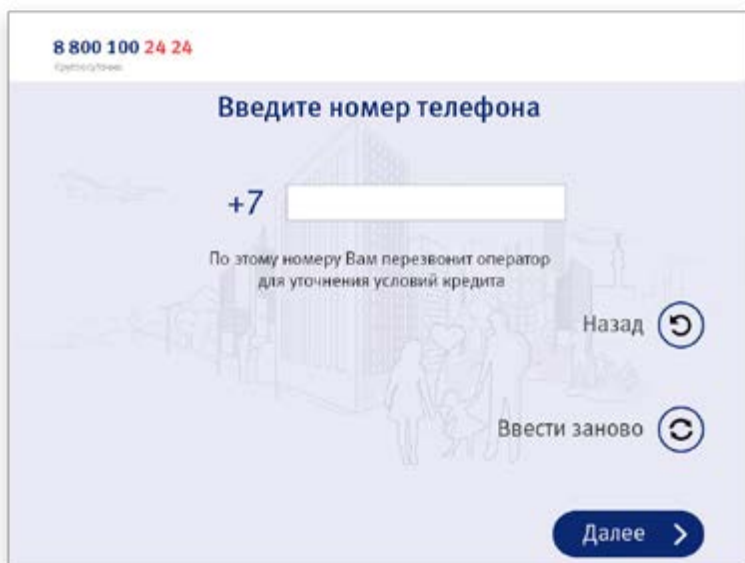 8 800 100 24 24
Круглосуточно
Введите номер телефона
+7
По этому номеру Вам перезвонит оператор
для уточнения условий кредита
Назад
Ввести заново
Далее